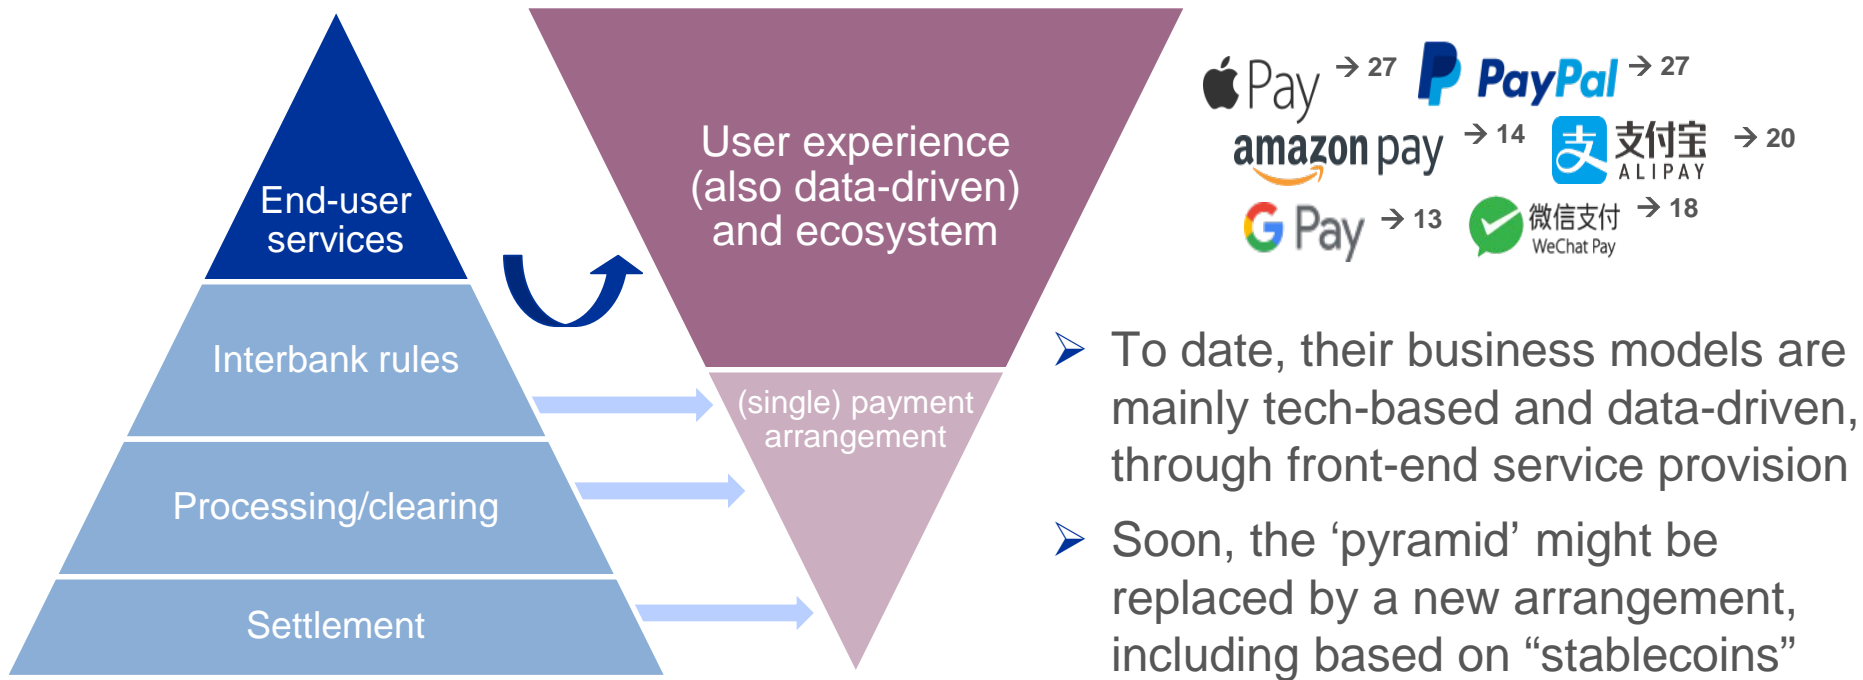 End-user
services
Interbank rules
Processing/clearing
Settlement
User experience
(also data-driven)
and ecosystem
(single) payment
arrangement
Pay → 27
PayPal → 27
amazon pay → 14
支付宝 → 20
ALIPAY
G Pay → 13
微信支付 → 18
WeChat Pay
➢ To date, their business models are
mainly tech-based and data-driven,
through front-end service provision
➢ Soon, the ‘pyramid’ might be
replaced by a new arrangement,
including based on “stablecoins”